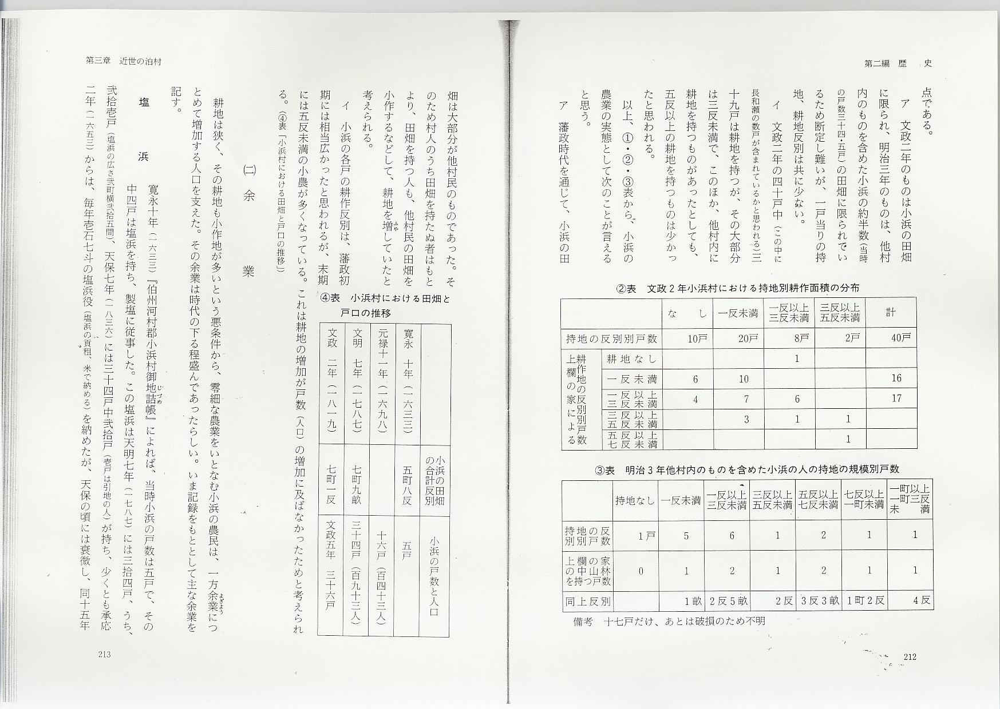 第二編　歴　　史
点である。
　ア　文政二年のものは小浜の田畑
に限られ、明治三年のものは、他村
内のものを含めた小浜の約半数（当時
の戸数三十四・五戸）の田畑に限られてい
るため断定し難いが、一戸当りの持
地、耕地反別は共に少ない。
　イ　文政二年の四十戸中（この中に
長和瀬の数戸が含まれているかと思われる）三
十九戸は耕地を持つが、その大部分
は三反未満で、このほか、他村内に
耕地を持つものがあったとしても、
五反以上の耕地を持つものは少かっ
たと思われる。
　以上、①・②・③表から、小浜の
農業の実態として次のことが言える
と思う。
　ア　藩政時代を通じて、小浜の田
②表　文政２年小浜村における持地別耕作面積の分布
なし　一反未満　一反以上三反未満　三反以上五反未満　計
持地の反別別戸数　10戸　20戸　8戸　2戸　40戸
上欄の家による耕作地の反別別戸数
耕地なし　1
一反未満　6　10　16
一反以上三反未満　4　7　6　17
三反以上五反未満　3　1　1
五反以上七反未満　1
③表　明治３年他村内のものを含めた小浜の人の持地の規模別戸数
持地なし　一反未満　一反以上三反未満　三反以上五反未満　五反以上七反未満　七反以上一町未満　一町以上一町三反未満
持地の反別別戸数　1戸　5　6　1　2　1　1
上欄の家の中山林を持つ戸数　0　1　2　1　2　1　1
同上反別　1畝　2反5畝　2反　3反3畝　1町2反　4反
備考　十七戸だけ、あとは破損のため不明
212
第三章　近世の泊村
畑は大部分が他村民のものであった。そ
のため村人のうち田畑を持たぬ者はもと
より、田畑を持つ人も、他村民の田畑を
小作するなどして、耕地を増ふやしていたと
考えられる。
　イ　小浜の各戸の耕作反別は、藩政初
期には相当広かったと思われるが、末期
には五反未満の小農が多くなっている。これは耕地の増加が戸数（人口）の増加に及ばなかったためと考えられ
る。（④表「小浜村における田畑と戸口の推移」）
④表　小浜村における田畑と
戸口の推移
小浜の田畑の合計反別　小浜の戸数と人口
寛永　十年（一六三三）　五町八反　五戸
元禄十一年（一六九八）　十六戸（百四十三人）
文明　七年（一七八七）　七町九畝　三十四戸（百九十三人）
文政　二年（一八一九）　七町一反　文政五年　三十六戸
㈡　余　　業
　耕地は狭く、その耕地も小作地が多いという悪条件から、零細な農業をいとなむ小浜の農民は、一方余業よぎょうにつ
とめて増加する人口を支えた。その余業は時代の下る程盛んであったらしい。いま記録をもととして主な余業を
記す。
塩　　浜
寛永十年（一六三三）『伯州河村郡小浜村御地詰じづめ帳』によれば、当時小浜の戸数は五戸で、その
中四戸は塩浜を持ち、製塩に従事した。この塩浜は天明七年（一七八七）には三拾四戸、うち、
弐拾壱戸（塩浜の広さ弐町横弐拾五間）、天保七年（一八三六）には三十四戸中弐拾戸（壱戸は引地の人）が持ち、少くとも承応
二年（一六五三）からは、毎年壱石七斗の塩浜役（塩浜の貢租、米で納める）を納めたが、天保の頃には衰微し、同十五年
213